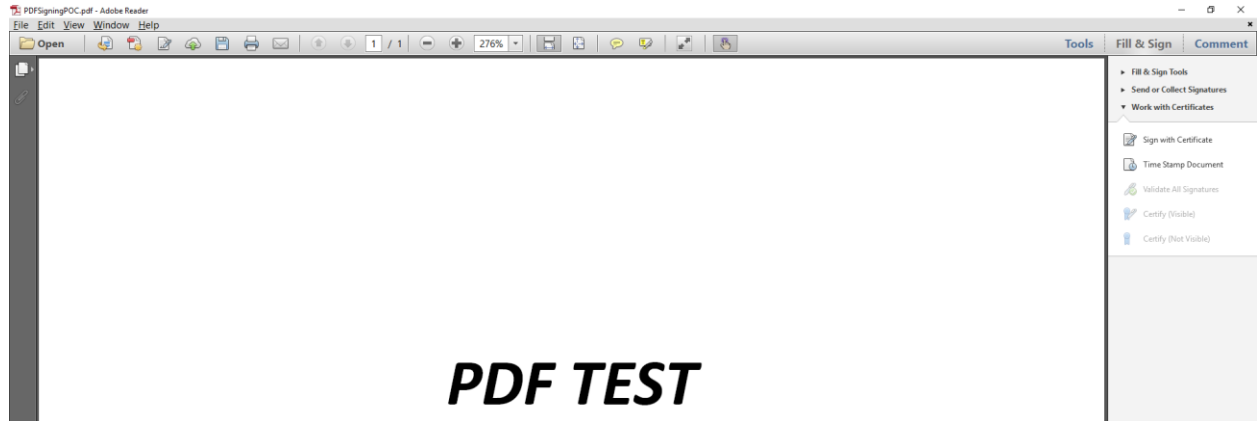 PDFSigningPOC.pdf - Adobe Reader
File Edit View Window Help
Open 1 / 1 276% Tools Fill & Sign Comment
Fill & Sign Tools
Send or Collect Signatures
Work with Certificates
Sign with Certificate
Time Stamp Document
Validate All Signatures
Certify (Visible)
Certify (Not Visible)
PDF TEST